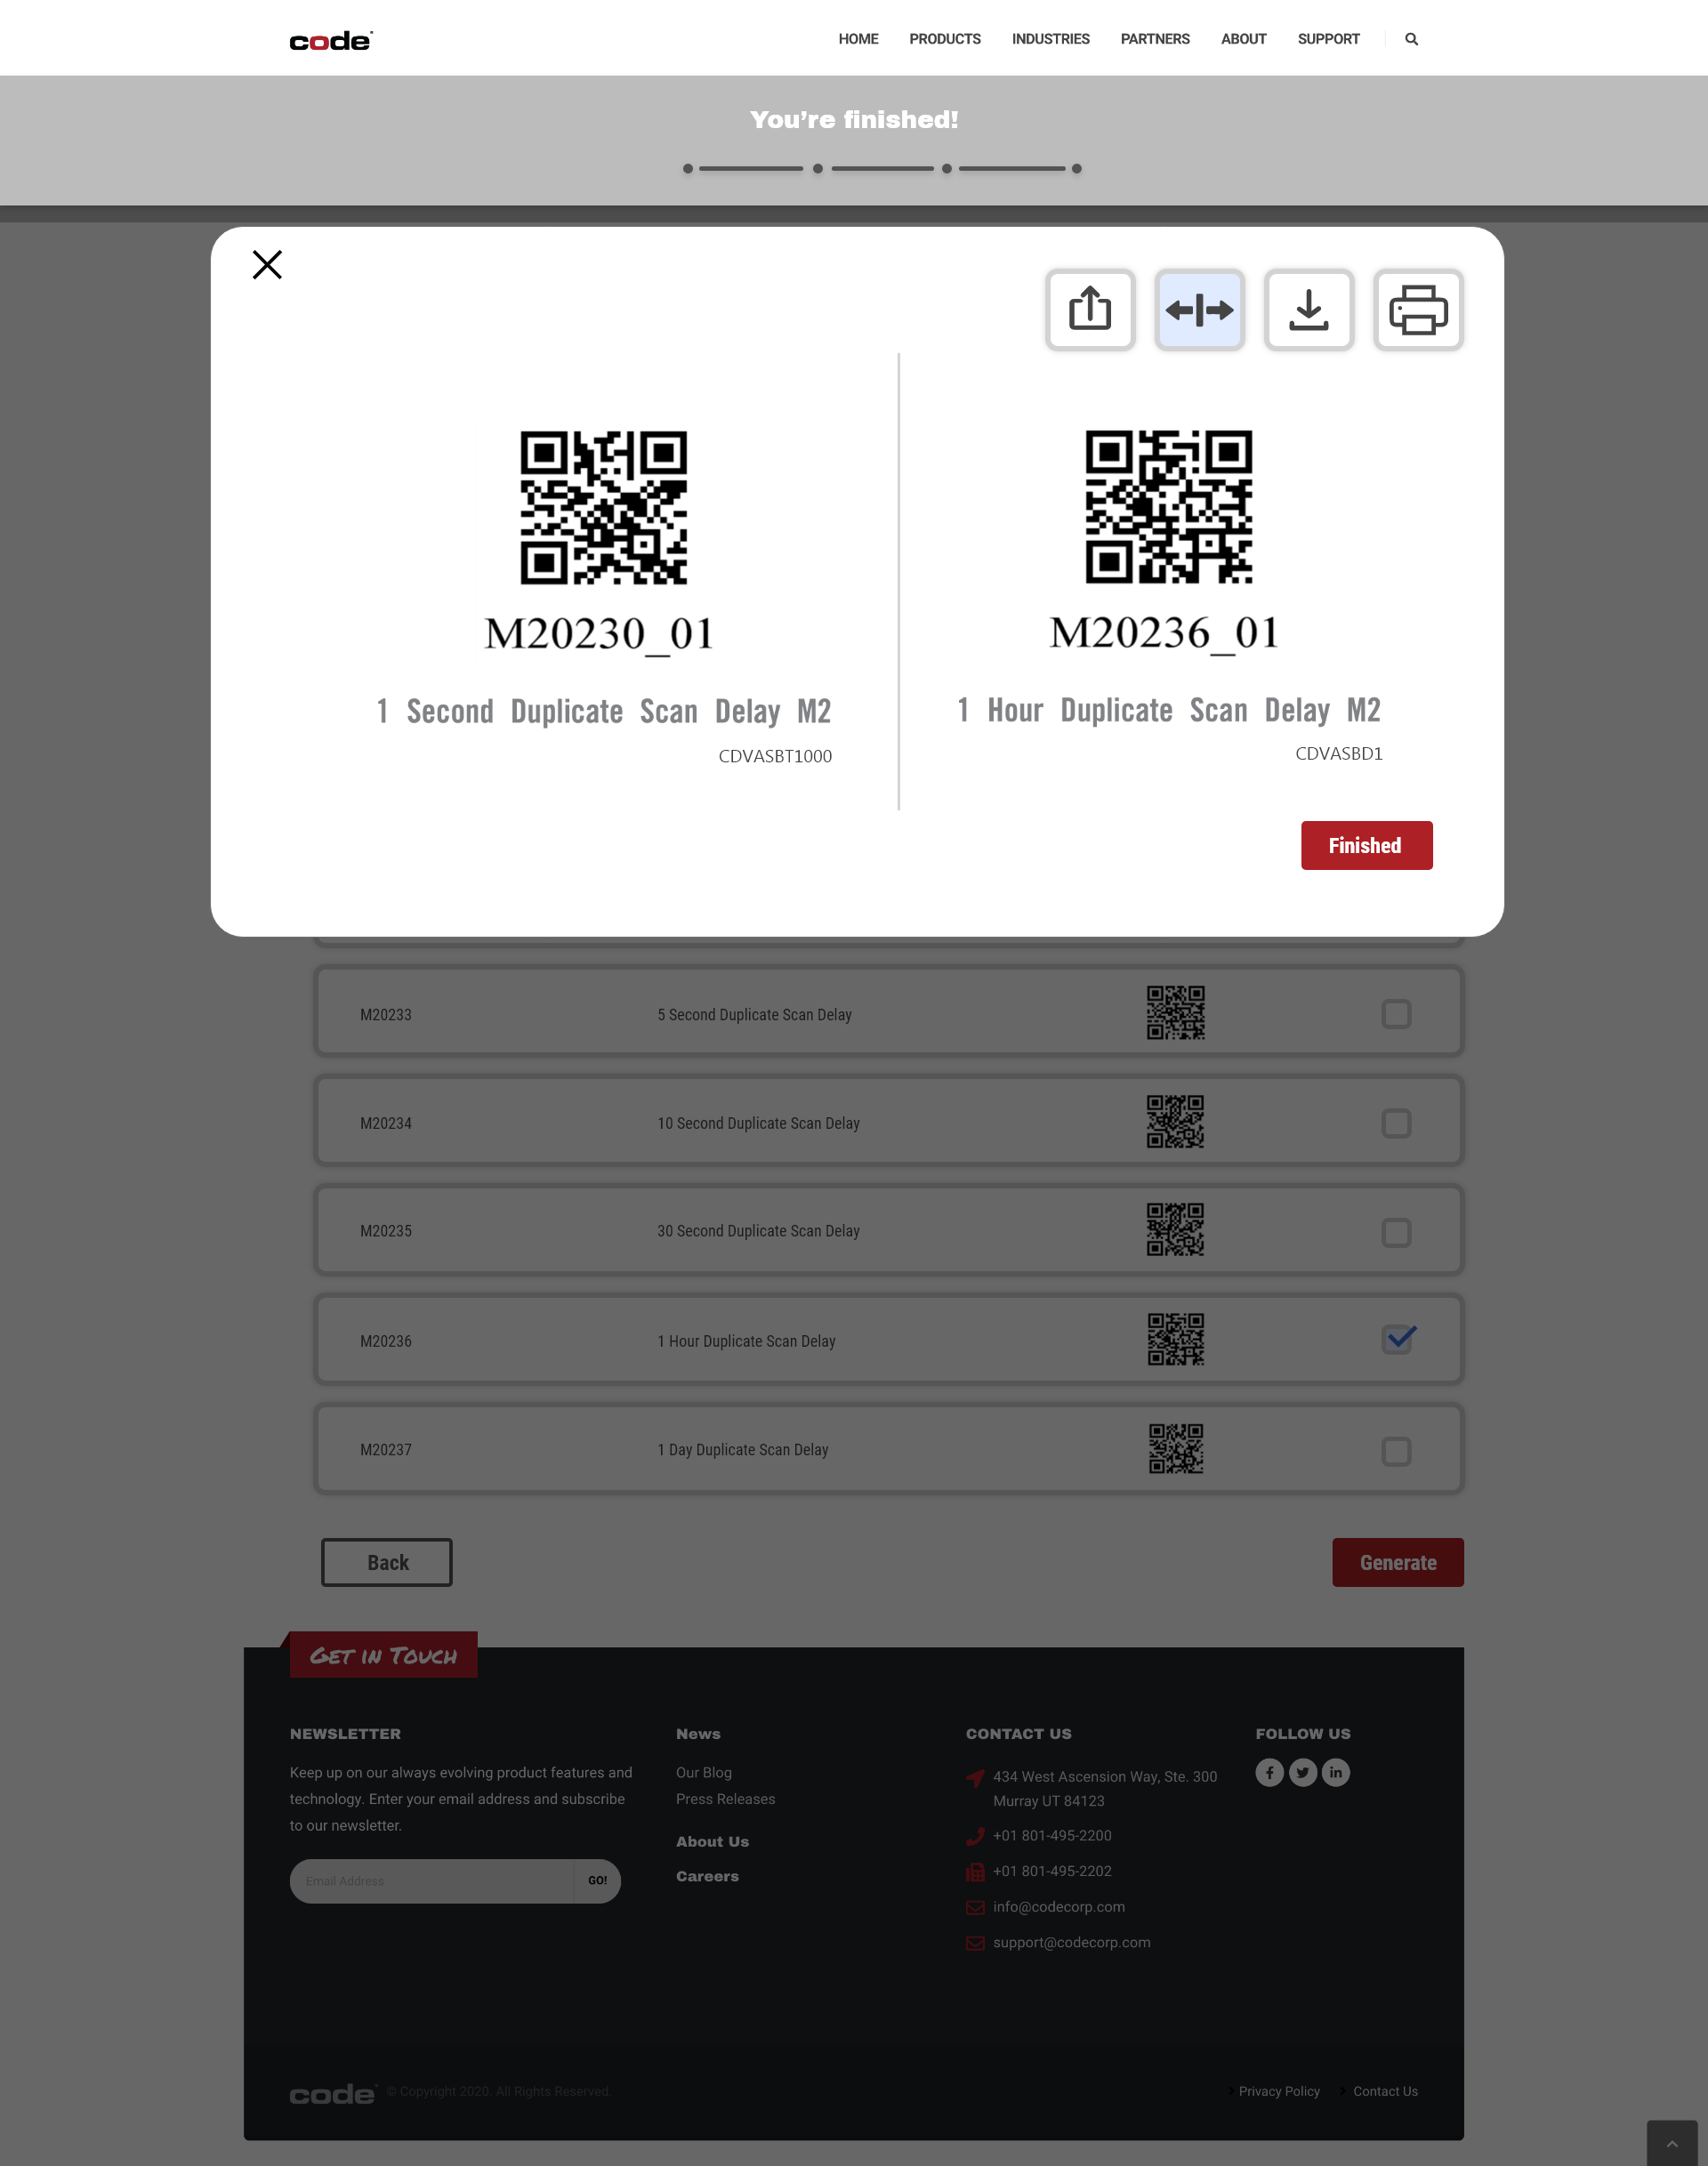 code
HOME PRODUCTS INDUSTRIES PARTNERS ABOUT SUPPORT
You're finished!
M20230_01
1 Second Duplicate Scan Delay M2
CDVASBT1000
M20236_01
1 Hour Duplicate Scan Delay M2
CDVASBD1
Finished
M20233 5 Second Duplicate Scan Delay
M20234 10 Second Duplicate Scan Delay
M20235 30 Second Duplicate Scan Delay
M20236 1 Hour Duplicate Scan Delay
M20237 1 Day Duplicate Scan Delay
Back Generate
Get in Touch
NEWSLETTER
Keep up on our always evolving product features and
technology. Enter your email address and subscribe
to our newsletter.
Email Address GO!
News
Our Blog
Press Releases
About Us
Careers
CONTACT US
434 West Ascension Way, Ste. 300
Murray UT 84123
+01 801-495-2200
+01 801-495-2202
info@codecorp.com
support@codecorp.com
FOLLOW US
code © Copyright 2020. All Rights Reserved.
Privacy Policy Contact Us